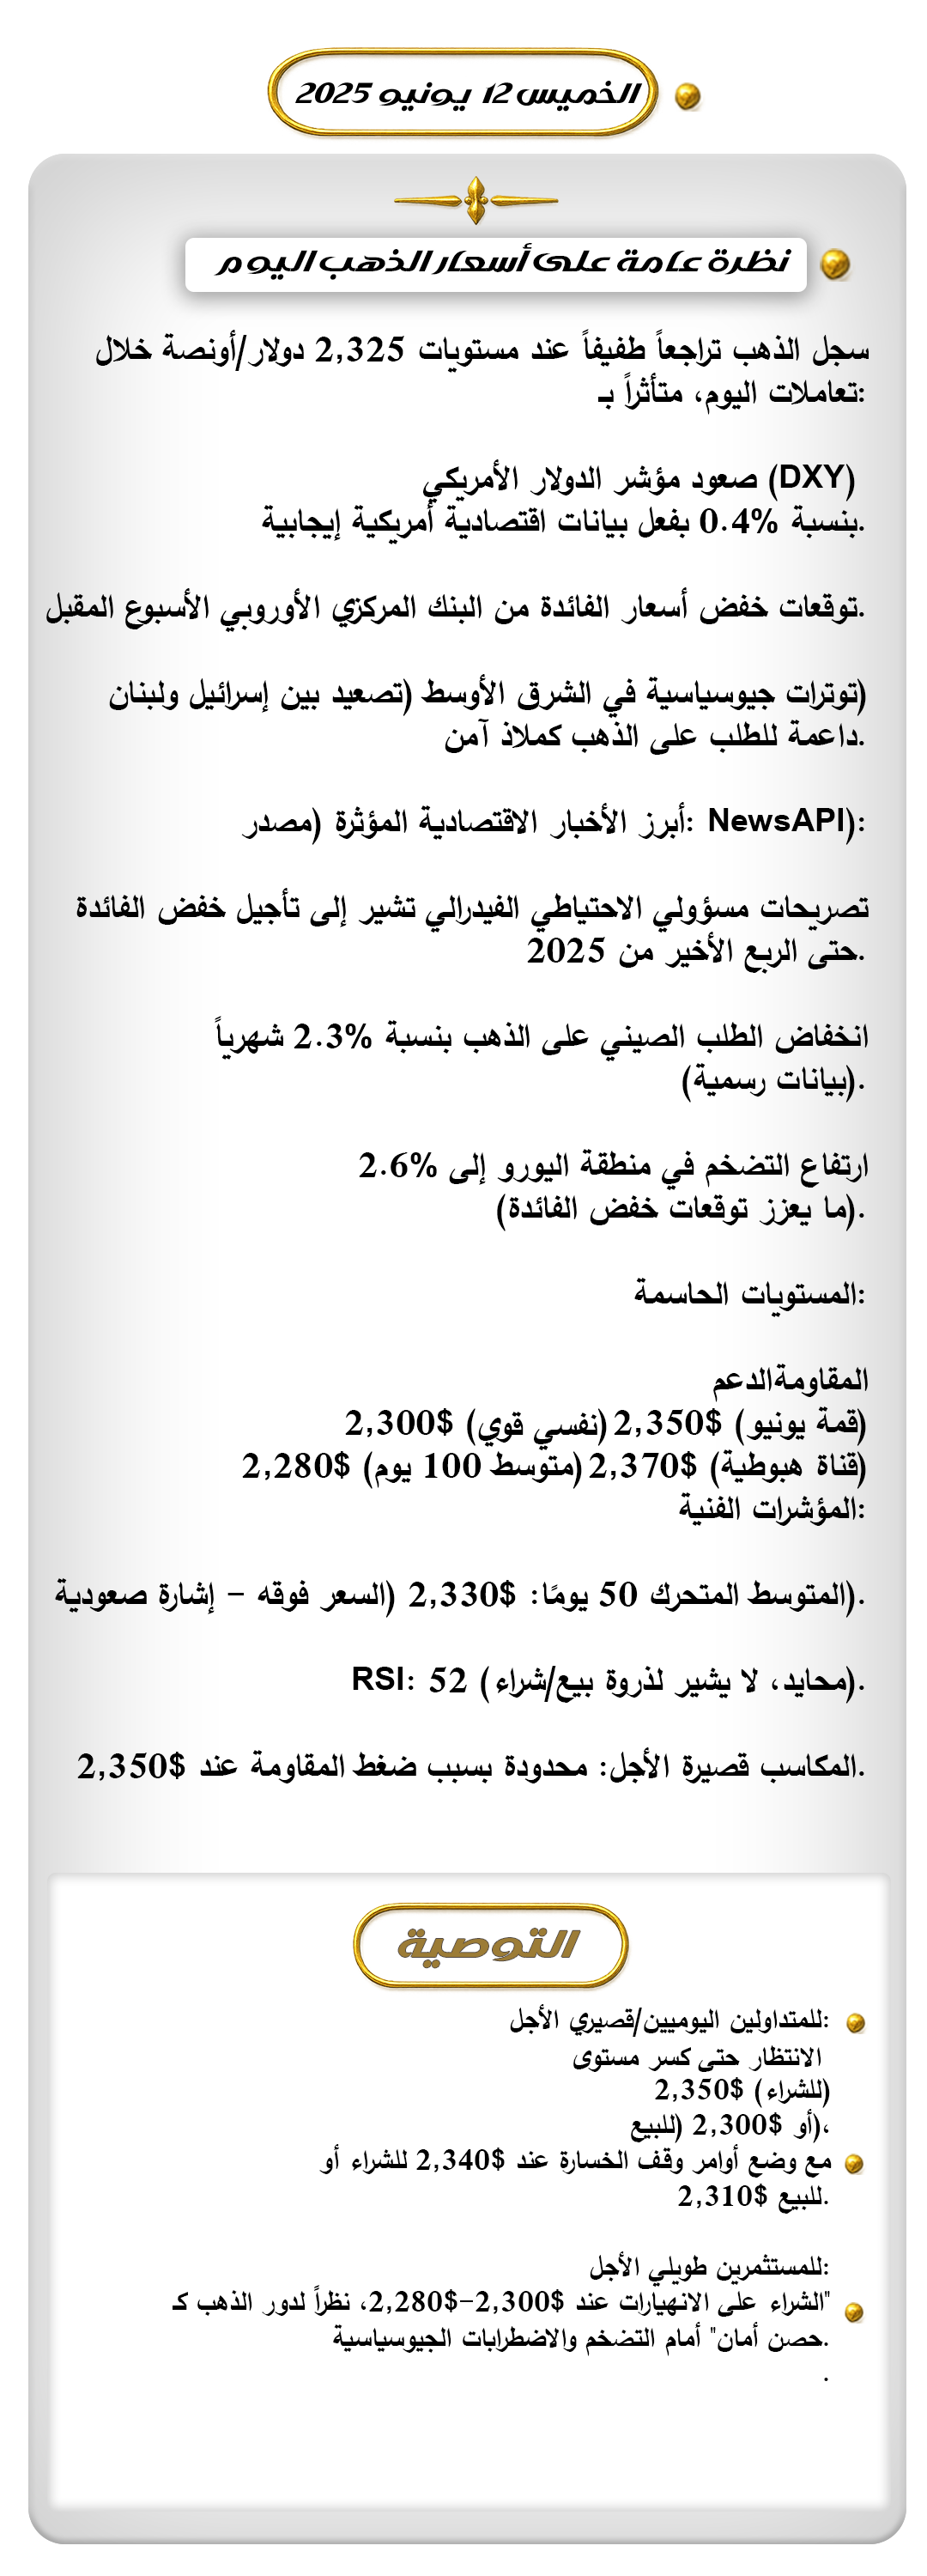 الخميس 12 يونيو 2025
نظرة عامة على أسعار الذهب اليوم
سجل الذهب تراجعاً طفيفاً عند مستويات 2,325 دولار/أونصة خلال
تعاملات اليوم، متأثراً بـ:
صعود مؤشر الدولار الأمريكي (DXY)
بنسبة 0.4% بفعل بيانات اقتصادية أمريكية إيجابية.
توقعات خفض أسعار الفائدة من البنك المركزي الأوروبي الأسبوع المقبل.
توترات جيوسياسية في الشرق الأوسط (تصعيد بين إسرائيل ولبنان)
داعمة للطلب على الذهب كملاذ آمن.
أبرز الأخبار الاقتصادية المؤثرة (مصدر: NewsAPI):
تصريحات مسؤولي الاحتياطي الفيدرالي تشير إلى تأجيل خفض الفائدة
حتى الربع الأخير من 2025.
انخفاض الطلب الصيني على الذهب بنسبة 2.3% شهرياً
(بيانات رسمية).
ارتفاع التضخم في منطقة اليورو إلى 2.6%
(ما يعزز توقعات خفض الفائدة).
المستويات الحاسمة:
المقاومةالدعم
2,350$ (قمة يونيو) 2,300$ (نفسي قوي)
2,370$ (قناة هبوطية) 2,280$ (متوسط 100 يوم)
المؤشرات الفنية:
المتوسط المتحرك 50 يومًا: 2,330$ (السعر فوقه – إشارة صعودية).
RSI: 52 (محايد، لا يشير لذروة بيع/شراء).
المكاسب قصيرة الأجل: محدودة بسبب ضغط المقاومة عند 2,350$.
التوصية
للمتداولين اليوميين/قصيري الأجل:
الانتظار حتى كسر مستوى
2,350$ (للشراء)
أو 2,300$ (للبيع)،
مع وضع أوامر وقف الخسارة عند 2,340$ للشراء أو
2,310$ للبيع.
للمستثمرين طويلي الأجل:
الشراء على الانهيارات عند 2,300$-2,280$، نظراً لدور الذهب كـ"
حصن أمان" أمام التضخم والاضطرابات الجيوسياسية.
.